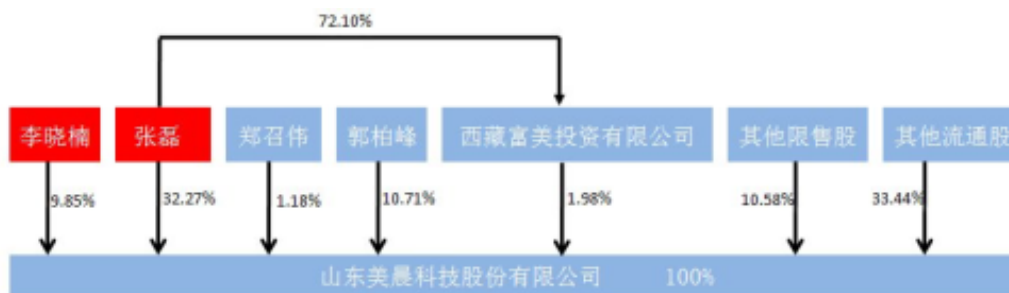 72.10%
李晓楠 张磊 郑召伟 郭柏峰 西藏富美投资有限公司 其他限售股 其他流通股
9.85% 32.27% 1.18% 10.71% 1.98% 10.58% 33.44%
山东美晨科技股份有限公司 100%